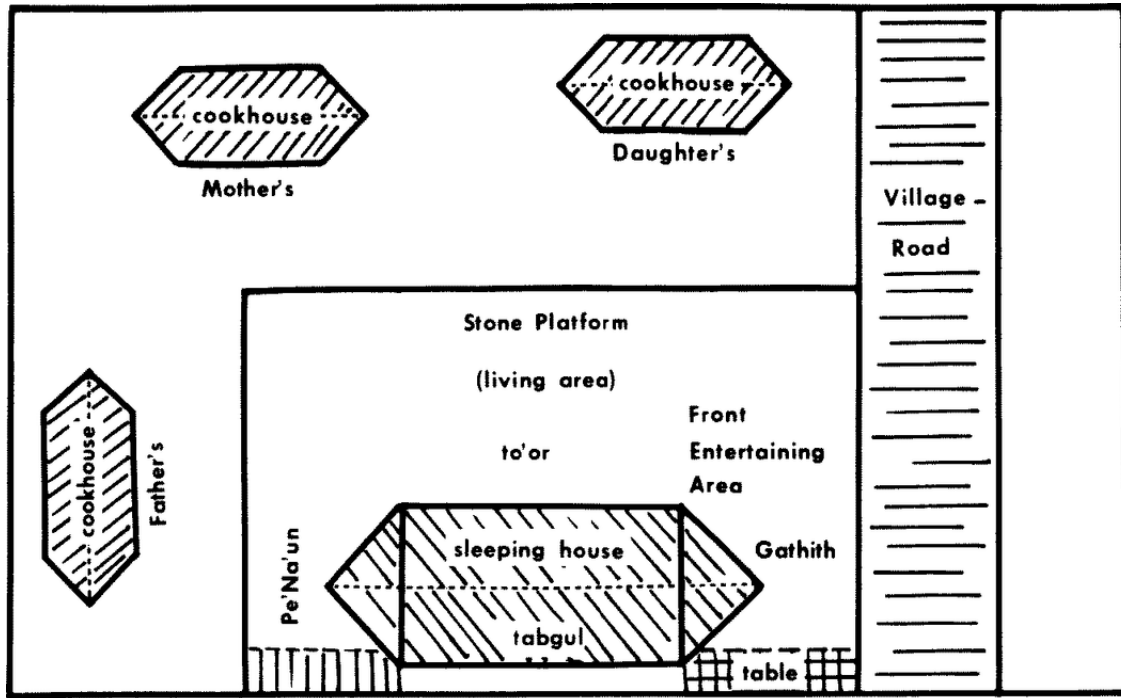 cookhouse
Mother's
cookhouse
Daughter's
Village
Road
Stone Platform
(living area)
to'or
Front
Entertaining
Area
cookhouse
Father's
Pe'Na'un
sleeping house
tabgul
Gathith
table